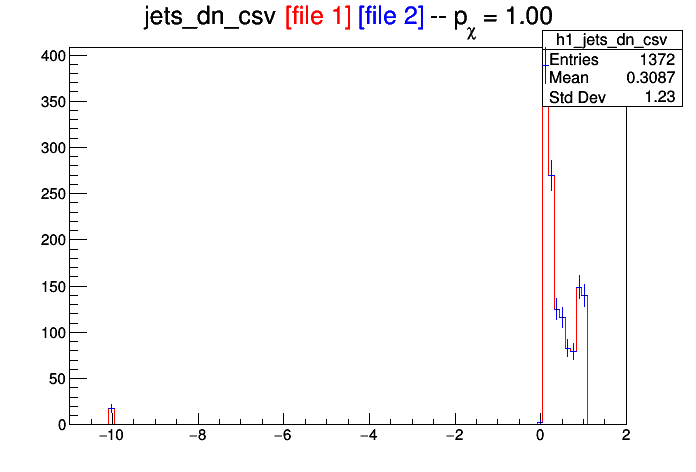 jets_dn_csv [file 1] [file 2] -- pχ = 1.00
h1_jets_dn_csv
Entries 1372
Mean 0.3087
Std Dev 1.23
400
350
300
250
200
150
100
50
0
−10 −8 −6 −4 −2 0 2